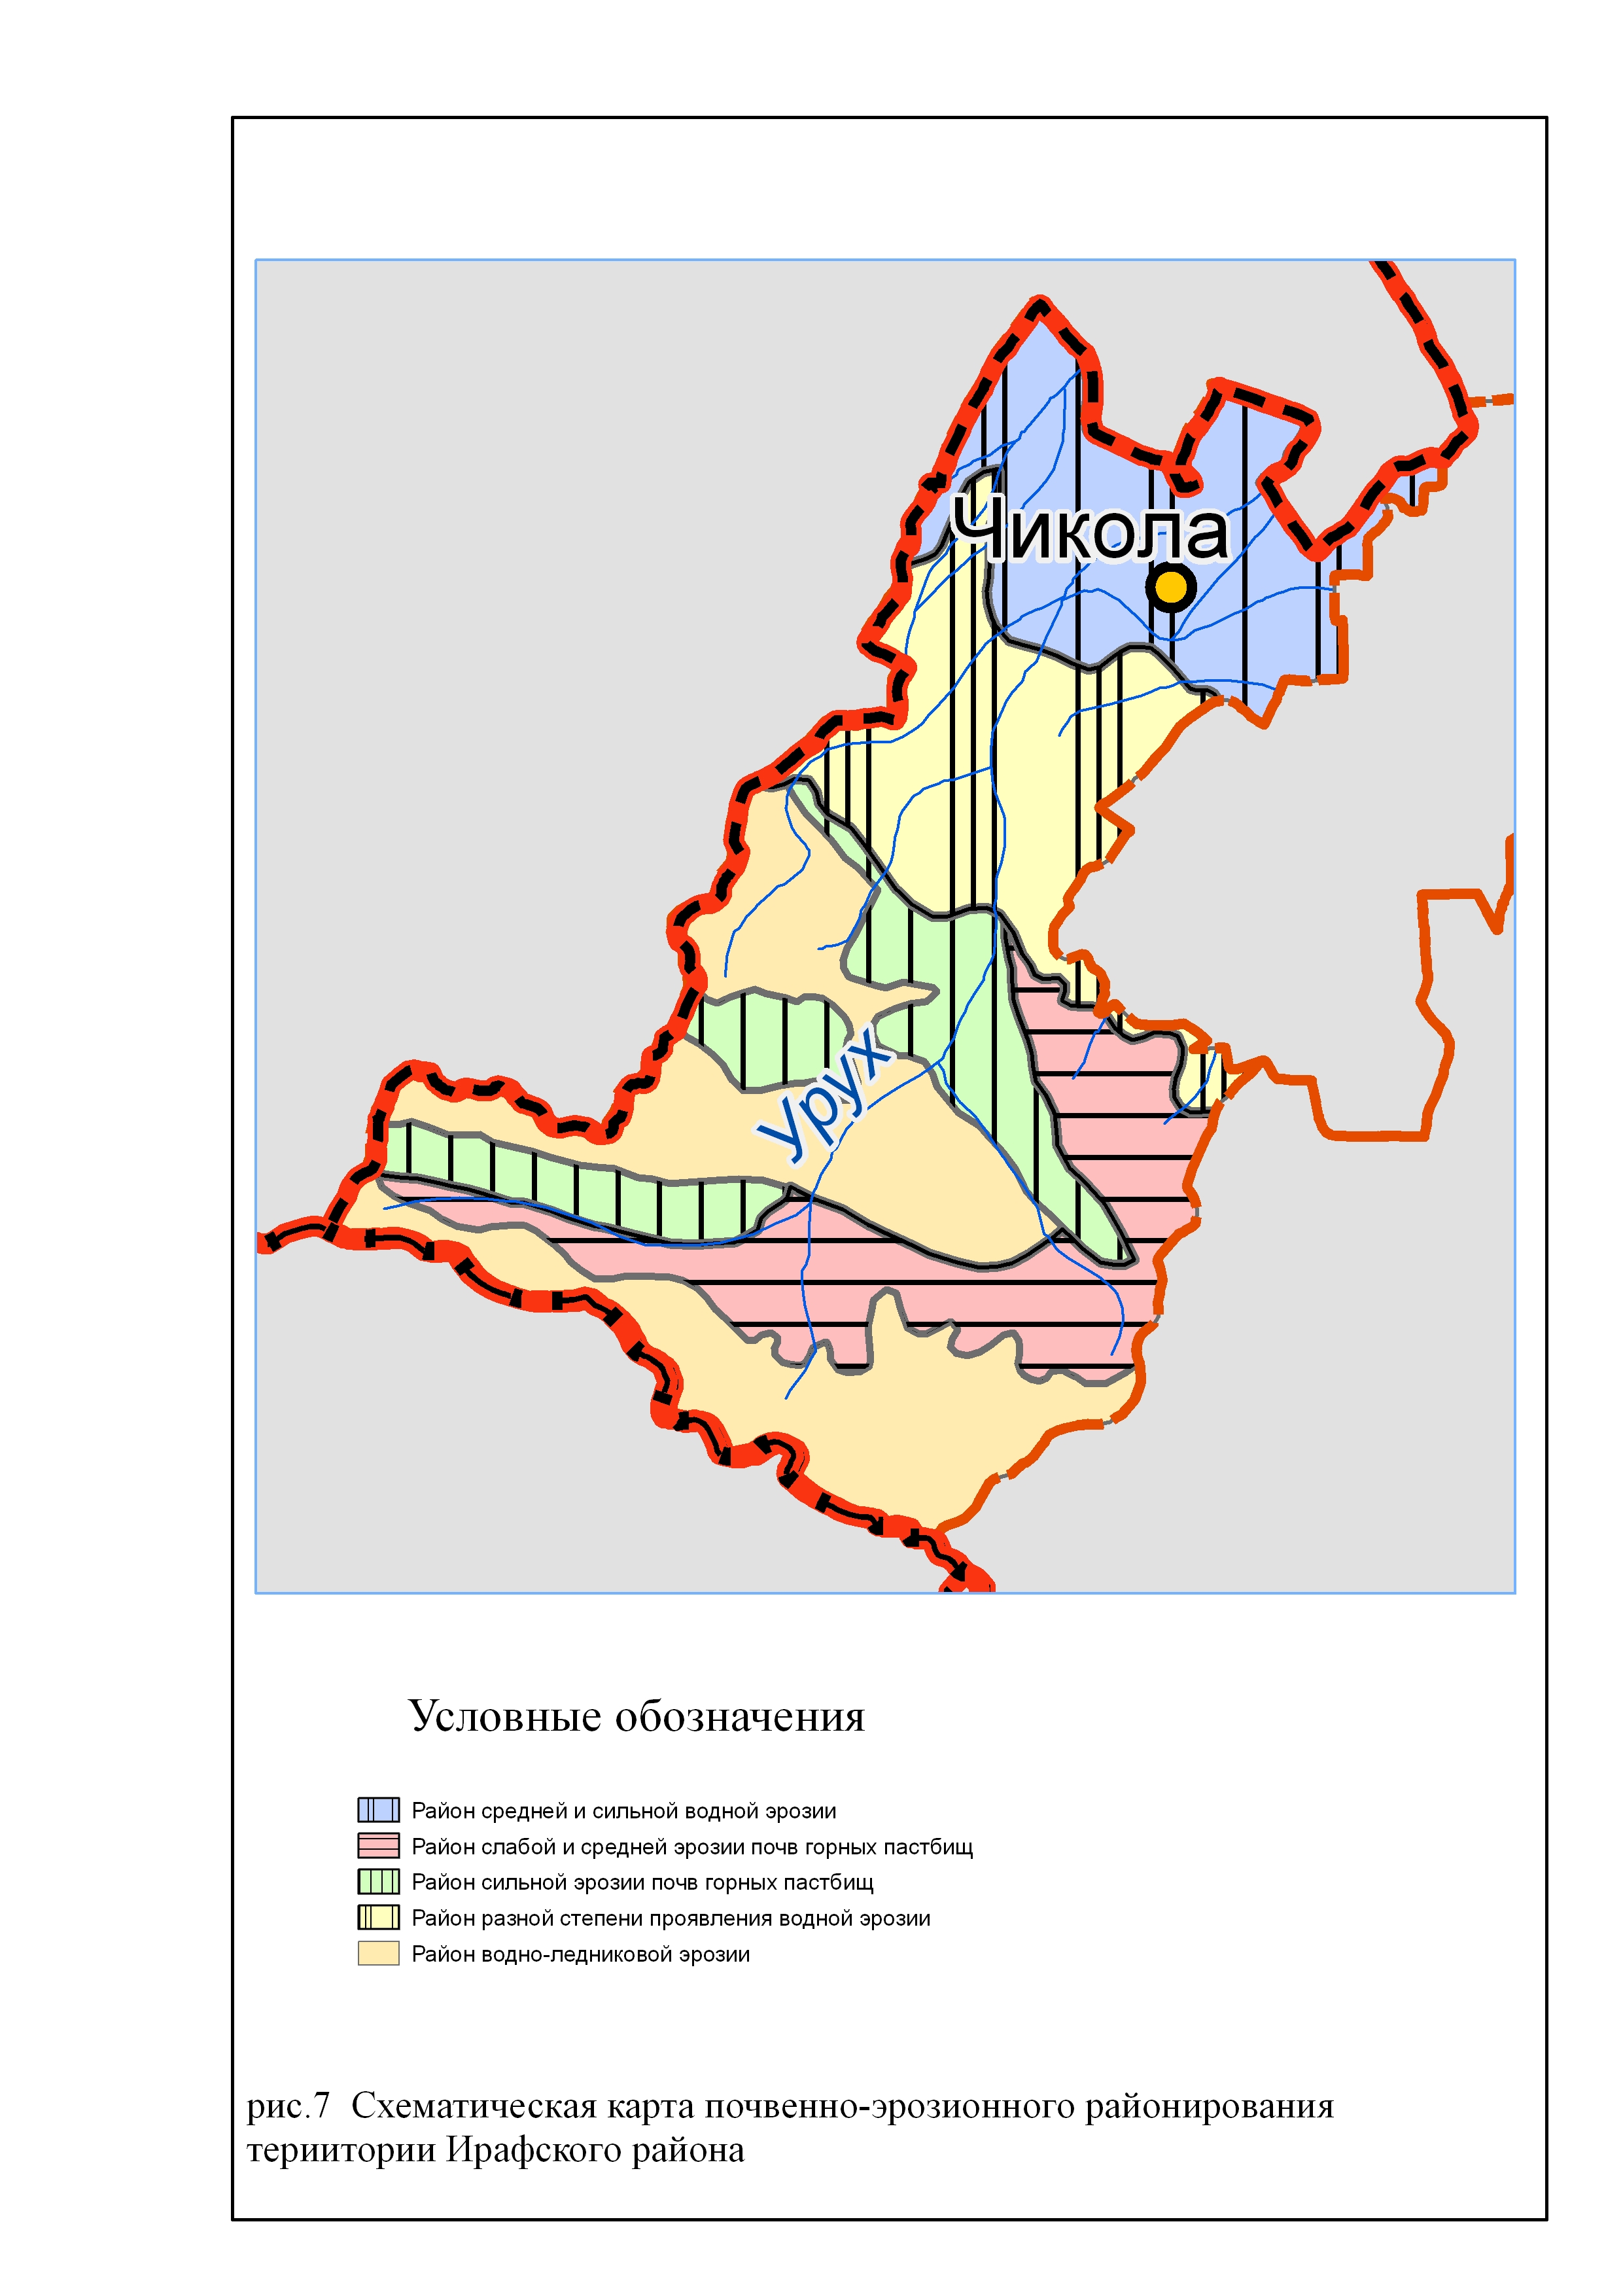 Чикола
Урух
Условные обозначения
Район средней и сильной водной эрозии
Район слабой и средней эрозии почв горных пастбищ
Район сильной эрозии почв горных пастбищ
Район разной степени проявления водной эрозии
Район водно-ледниковой эрозии
рис.7 Схематическая карта почвенно-эрозионного районирования
териитории Ирафского района